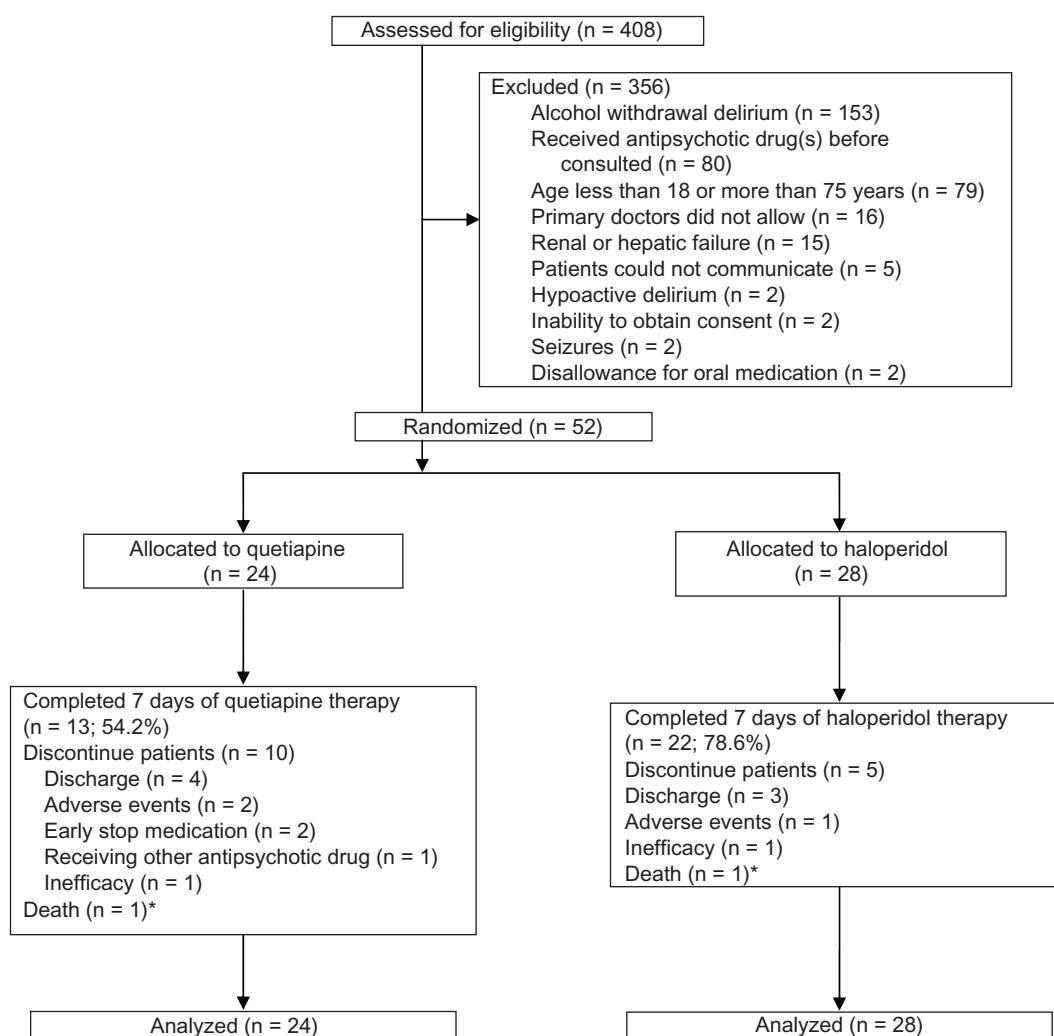 Assessed for eligibility (n = 408)
Excluded (n = 356)
Alcohol withdrawal delirium (n = 153)
Received antipsychotic drug(s) before
consulted (n = 80)
Age less than 18 or more than 75 years (n = 79)
Primary doctors did not allow (n = 16)
Renal or hepatic failure (n = 15)
Patients could not communicate (n = 5)
Hypoactive delirium (n = 2)
Inability to obtain consent (n = 2)
Seizures (n = 2)
Disallowance for oral medication (n = 2)
Randomized (n = 52)
Allocated to quetiapine
(n = 24)
Allocated to haloperidol
(n = 28)
Completed 7 days of quetiapine therapy
(n = 13; 54.2%)
Discontinue patients (n = 10)
Discharge (n = 4)
Adverse events (n = 2)
Early stop medication (n = 2)
Receiving other antipsychotic drug (n = 1)
Inefficacy (n = 1)
Death (n = 1)*
Completed 7 days of haloperidol therapy
(n = 22; 78.6%)
Discontinue patients (n = 5)
Discharge (n = 3)
Adverse events (n = 1)
Inefficacy (n = 1)
Death (n = 1)*
Analyzed (n = 24)
Analyzed (n = 28)